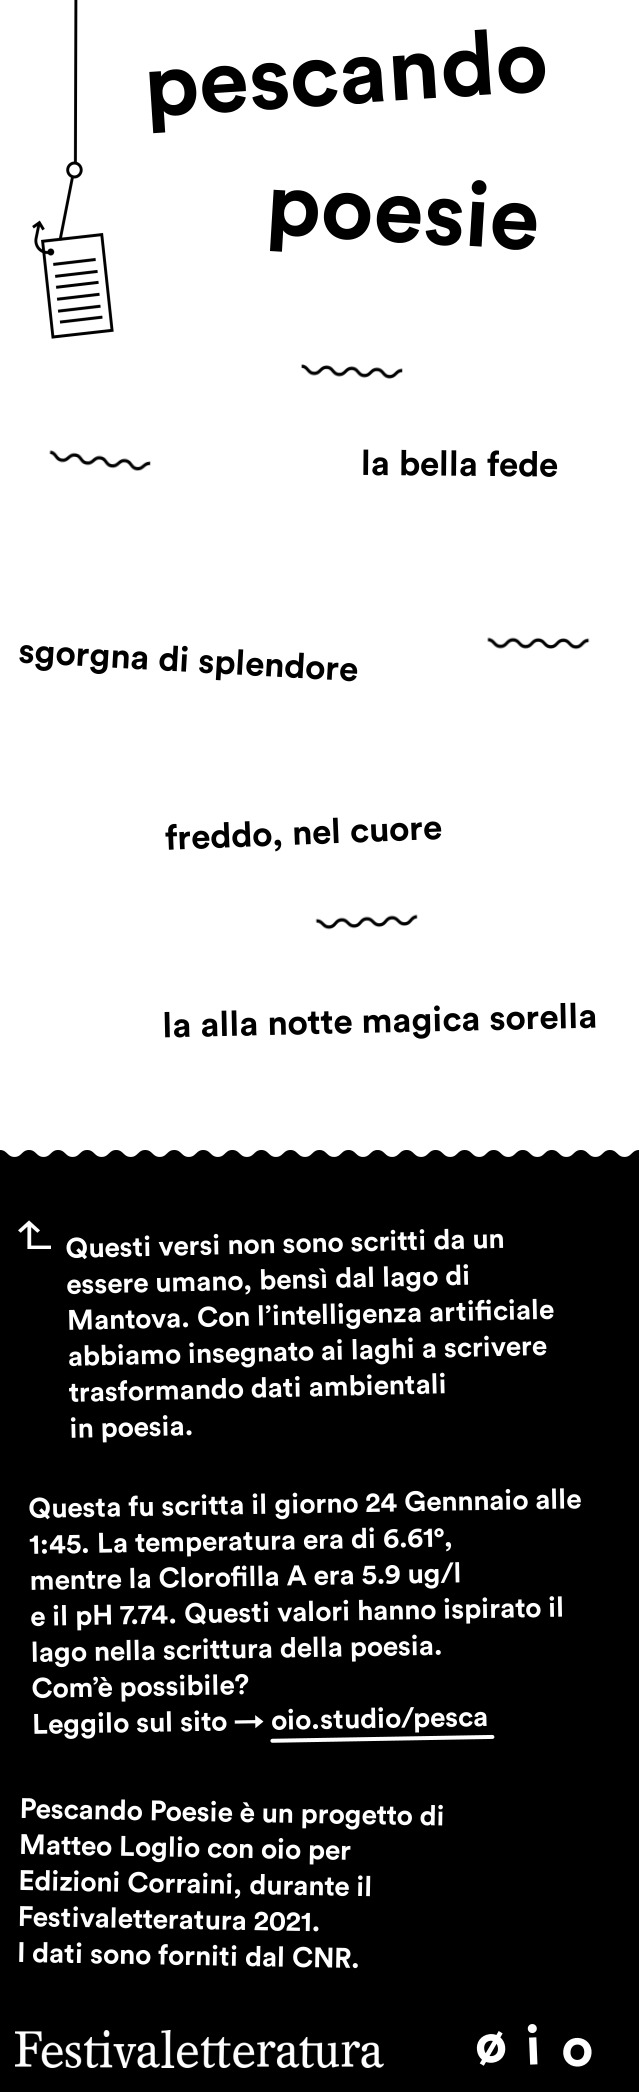 pescando
poesie
la bella fede
sgorgna di splendore
freddo, nel cuore
la alla notte magica sorella
Questi versi non sono scritti da un
essere umano, bensì dal lago di
Mantova. Con l’intelligenza artificiale
abbiamo insegnato ai laghi a scrivere
trasformando dati ambientali
in poesia.
Questa fu scritta il giorno 24 Gennnaio alle
1:45. La temperatura era di 6.61°,
mentre la Clorofilla A era 5.9 ug/l
e il pH 7.74. Questi valori hanno ispirato il
lago nella scrittura della poesia.
Com’è possibile?
Leggilo sul sito → oio.studio/pesca
Pescando Poesie è un progetto di
Matteo Loglio con oio per
Edizioni Corraini, durante il
Festivaletteratura 2021.
I dati sono forniti dal CNR.
Festivaletteratura ø i o